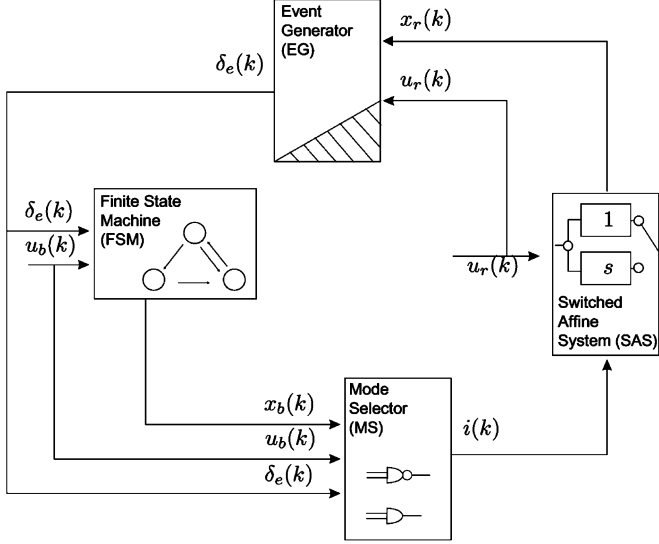 Event
Generator
(EG)
x_r(k)
δ_e(k)
u_r(k)
Finite State
Machine
(FSM)
δ_e(k)
u_b(k)
1
s
u_r(k)
Switched
Affine
System (SAS)
Mode
Selector
(MS)
x_b(k)
u_b(k)
δ_e(k)
i(k)